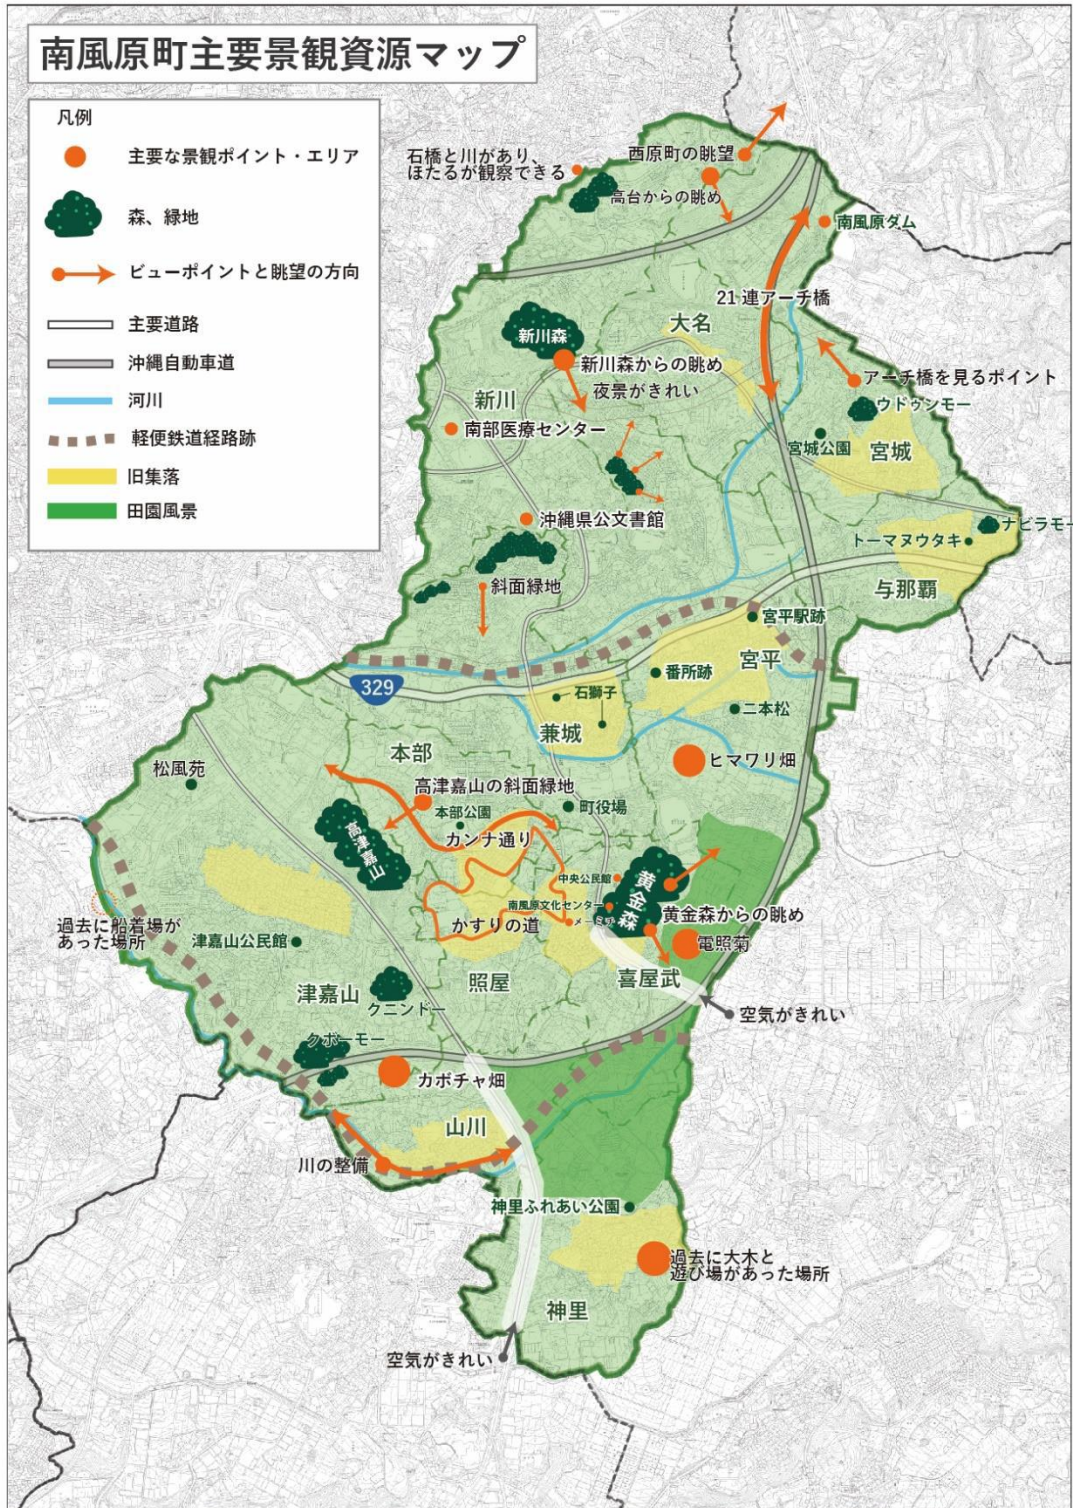 南風原町主要景観資源マップ
凡例
主要な景観ポイント・エリア
森、緑地
ビューポイントと眺望の方向
主要道路
沖縄自動車道
河川
軽便鉄道経路跡
旧集落
田園風景
石橋と川があり、
ほたるが観察できる
西原町の眺望
高台からの眺め
南風原ダム
21連アーチ橋
大名
新川森
新川森からの眺め
夜景がきれい
アーチ橋を見るポイント
ウドゥンモー
新川
南部医療センター
宮城公園
宮城
沖縄県公文書館
ナビラモー
トーマヌウタキ
斜面緑地
与那覇
宮平駅跡
宮平
番所跡
329
石獅子
二本松
兼城
本部
ヒマワリ畑
松風苑
高津嘉山の斜面緑地
本部公園
町役場
カンナ通り
高津嘉山
中央公民館
黄金森
南風原文化センター
メーミチ
黄金森からの眺め
過去に船着場が
あった場所
かすりの道
電照菊
津嘉山公民館
照屋
喜屋武
津嘉山
クニンドー
空気がきれい
クボーモー
カボチャ畑
山川
川の整備
神里ふれあい公園
過去に大木と
遊び場があった場所
神里
空気がきれい